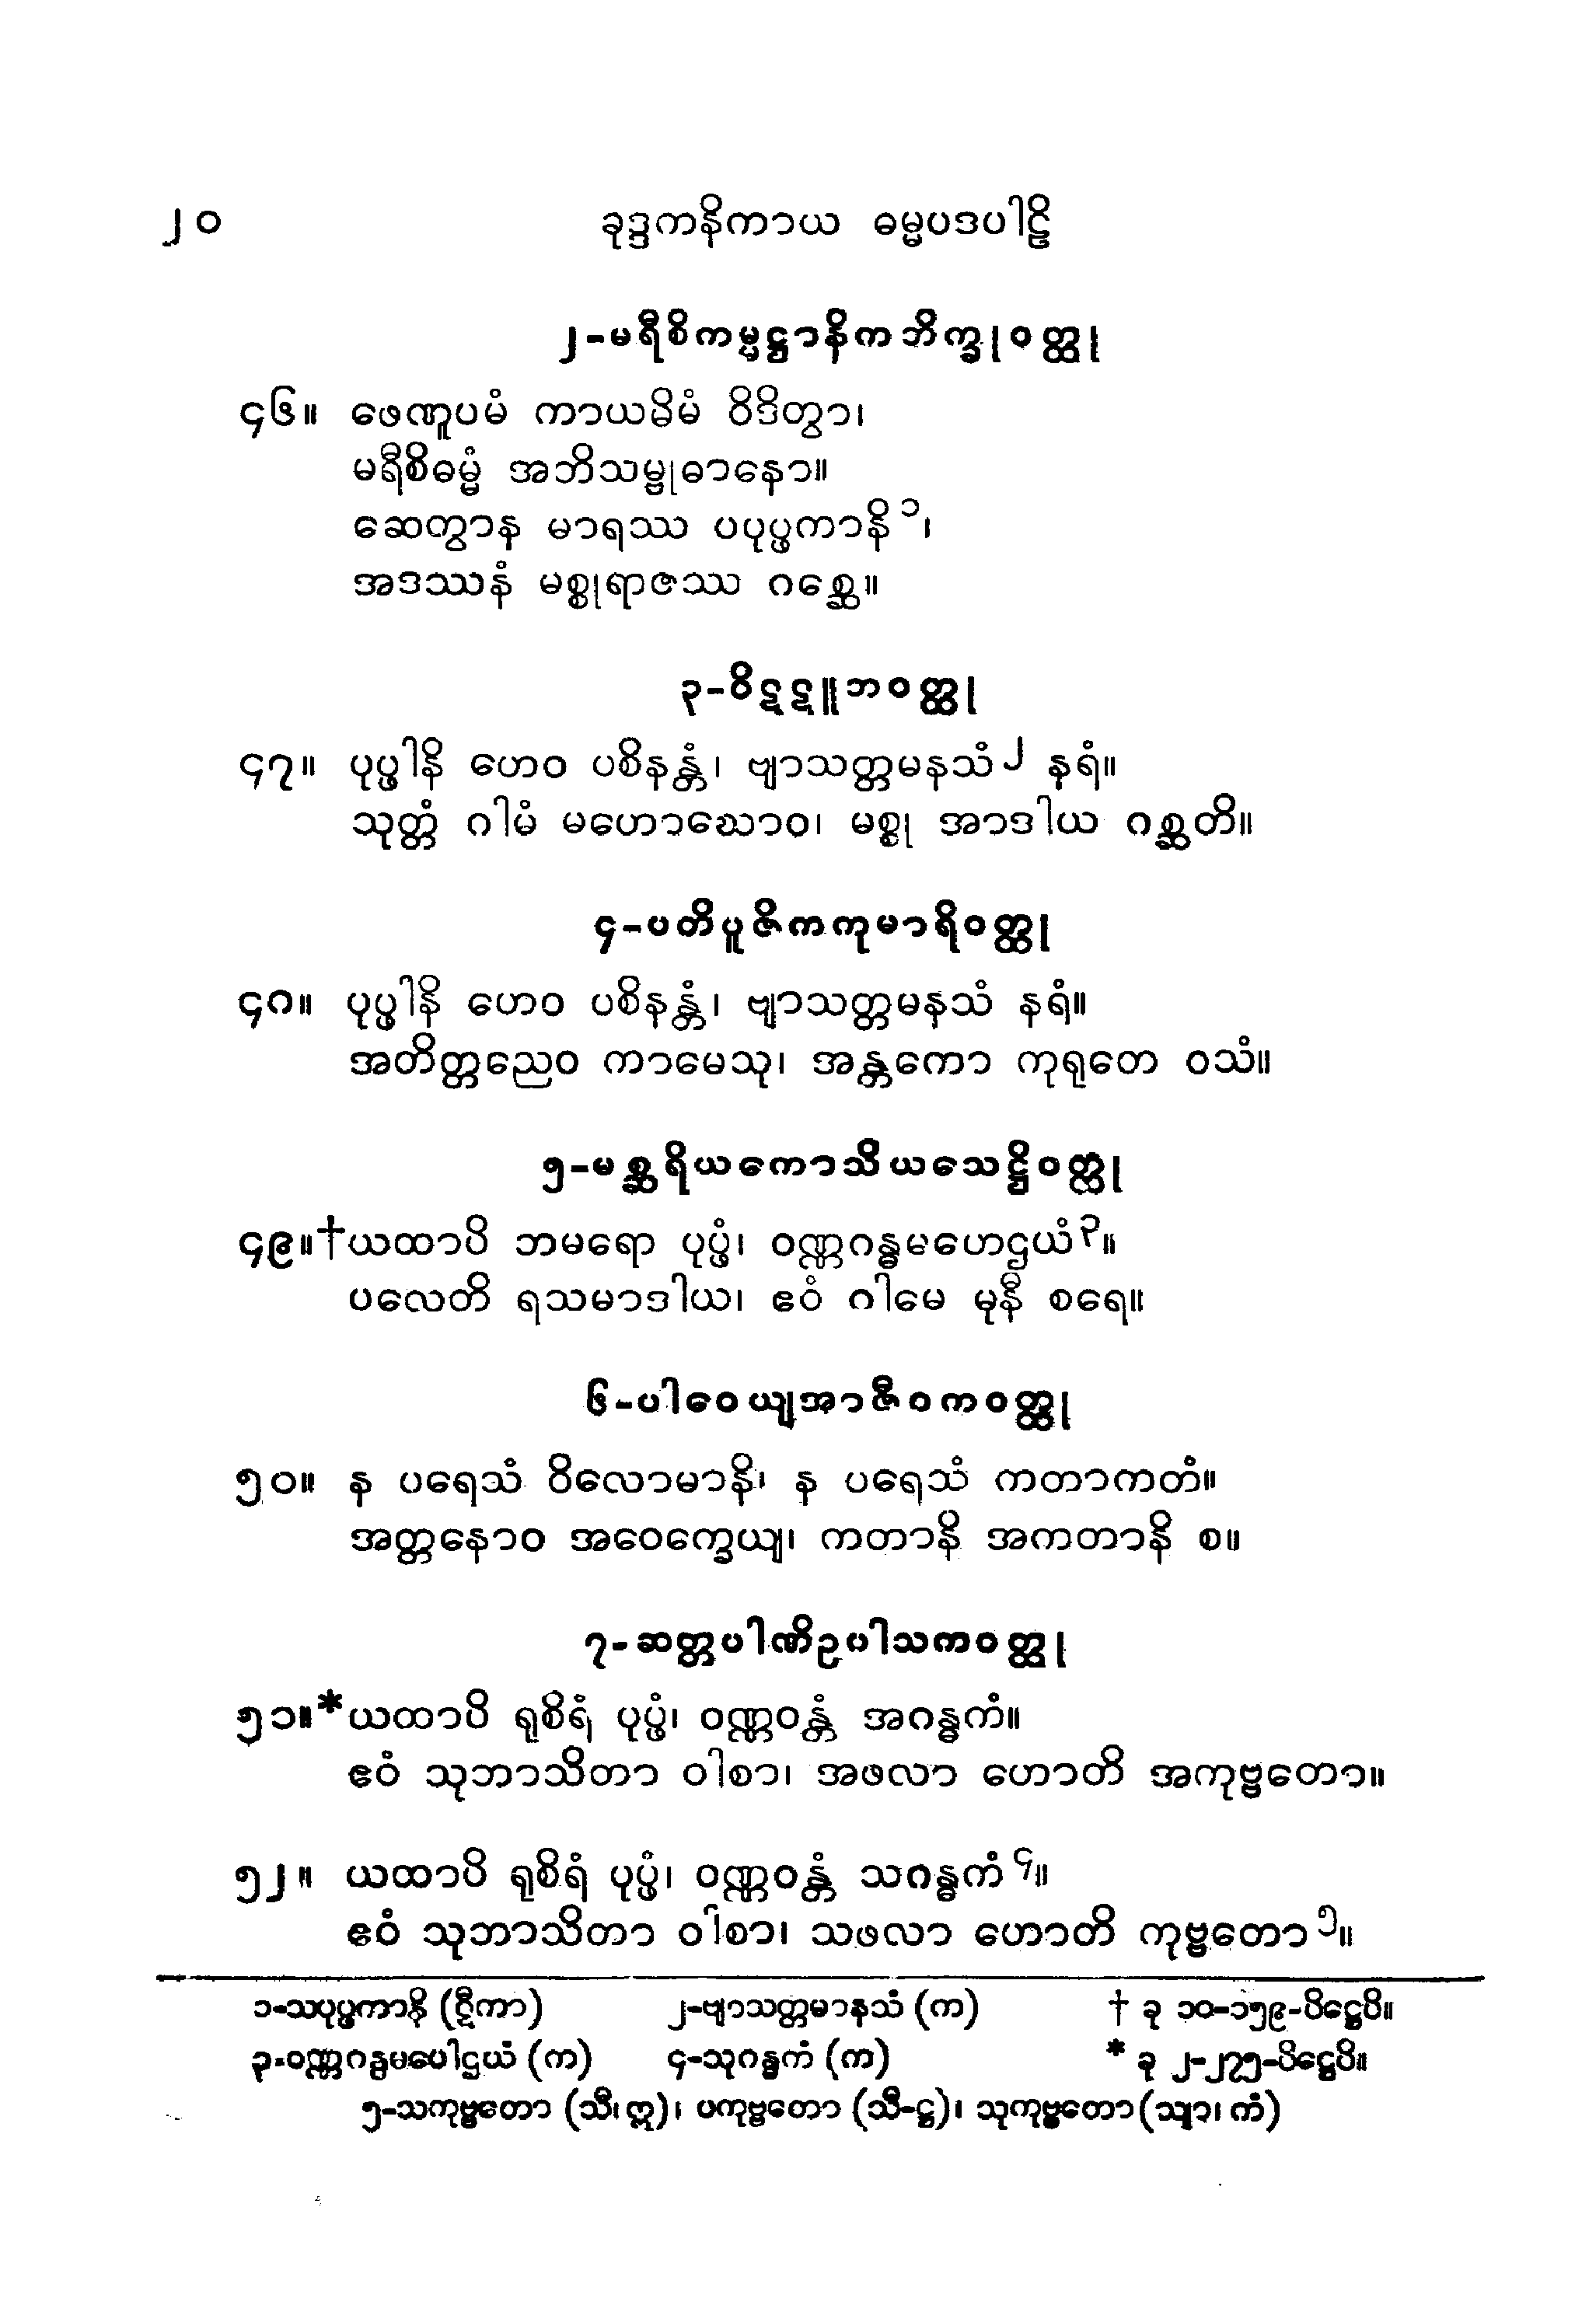 ၂၀ ခုဒ္ဒကနိကာယ ဓမ္မပဒပါဠိ
၂-မရီစိကမ္မဋ္ဌာနိကဘိက္ခုဝတ္ထု
၄၆။ ဖေဏူပမံ ကာယမိမံ ဝိဒိတွာ၊
မရီစိဓမ္မံ အဘိသမ္ဗုဓာနော။
ဆေတွာန မာရဿ ပပုပ္ဖကာနိ ၁၊
အဒဿနံ မစ္စုရာဇဿ ဂစ္ဆေ။
၃-ဝိဋဋူဘဝတ္ထု
၄၇။ ပုပ္ဖါနိ ဟေဝ ပစိနန္တံ၊ ဗျာသတ္တမနသံ ၂ နရံ။
သုတ္တံ ဂါမံ မဟောဃောဝ၊ မစ္စု အာဒါယ ဂစ္ဆတိ။
၄-ပတိပူဇိကကုမာရိဝတ္ထု
၄၈။ ပုပ္ဖါနိ ဟေဝ ပစိနန္တံ၊ ဗျာသတ္တမနသံ နရံ။
အတိတ္တညေဝ ကာမေသု၊ အန္တကော ကုရုတေ ဝသံ။
၅-မစ္ဆရိယကောသိယသေဋ္ဌိဝတ္ထု
၄၉။†ယထာပိ ဘမရော ပုပ္ဖံ၊ ဝဏ္ဏဂန္ဓမဟေဌယံ ၃။
ပလေတိ ရသမာဒါယ၊ ဧဝံ ဂါမေ မုနီ စရေ။
၆-ပါဝေယျအာဇီဝကဝတ္ထု
၅၀။ န ပရေသံ ဝိလောမာနိ၊ န ပရေသံ ကတာကတံ။
အတ္တနောဝ အဝေက္ခေယျ၊ ကတာနိ အကတာနိ စ။
၇-ဆတ္တပါဏိဥပါသကဝတ္ထု
၅၁။*ယထာပိ ရုစိရံ ပုပ္ဖံ၊ ဝဏ္ဏဝန္တံ အဂန္ဓကံ။
ဧဝံ သုဘာသိတာ ဝါစာ၊ အဖလာ ဟောတိ အကုဗ္ဗတော။
၅၂။ ယထာပိ ရုစိရံ ပုပ္ဖံ၊ ဝဏ္ဏဝန္တံ သဂန္ဓကံ ၄။
ဧဝံ သုဘာသိတာ ဝါစာ၊ သဖလာ ဟောတိ ကုဗ္ဗတော ၅။
၁-သပုပ္ဖကာနိ (ဋီကာ) ၂-ဗျာသတ္တမာနသံ (က) † ခု ၁၀-၁၅၉-ပိဋ္ဌေပိ။
၃-ဝဏ္ဏဂန္ဓမပေါဌယံ (က) ၄-သုဂန္ဓကံ (က) * ခု ၂-၂၇၅-ပိဋ္ဌေပိ။
၅-သကုဗ္ဗတော (သီ၊ ဣ)၊ ပကုဗ္ဗတော (သီ-ဋ္ဌ)၊ သုကုဗ္ဗတော (သျာ၊ ကံ)